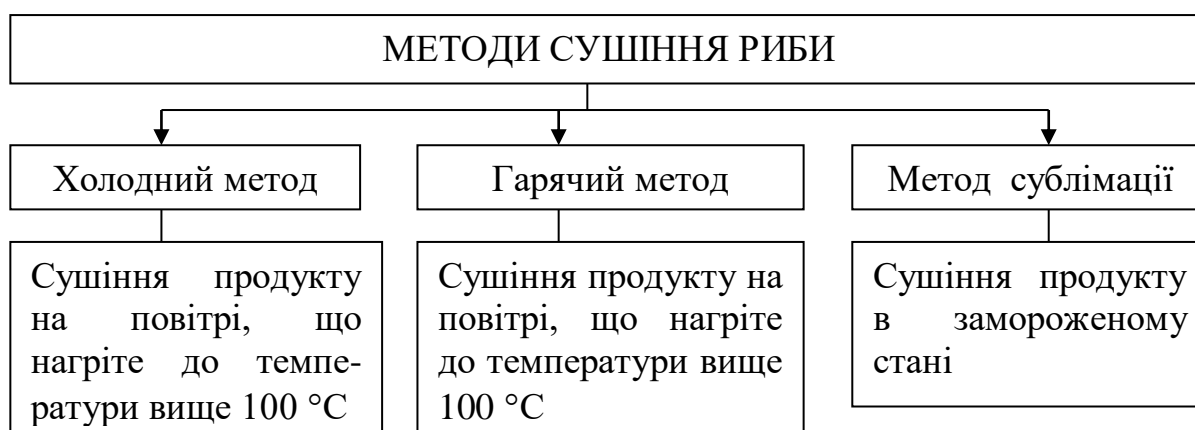 МЕТОДИ СУШІННЯ РИБИ
Холодний метод
Гарячий метод
Метод сублімації
Сушіння продукту
на повітрі, що
нагріте до темпе-
ратури вище 100 °С
Сушіння продукту на
повітрі, що нагріте
до температури вище
100 °С
Сушіння продукту
в замороженому
стані